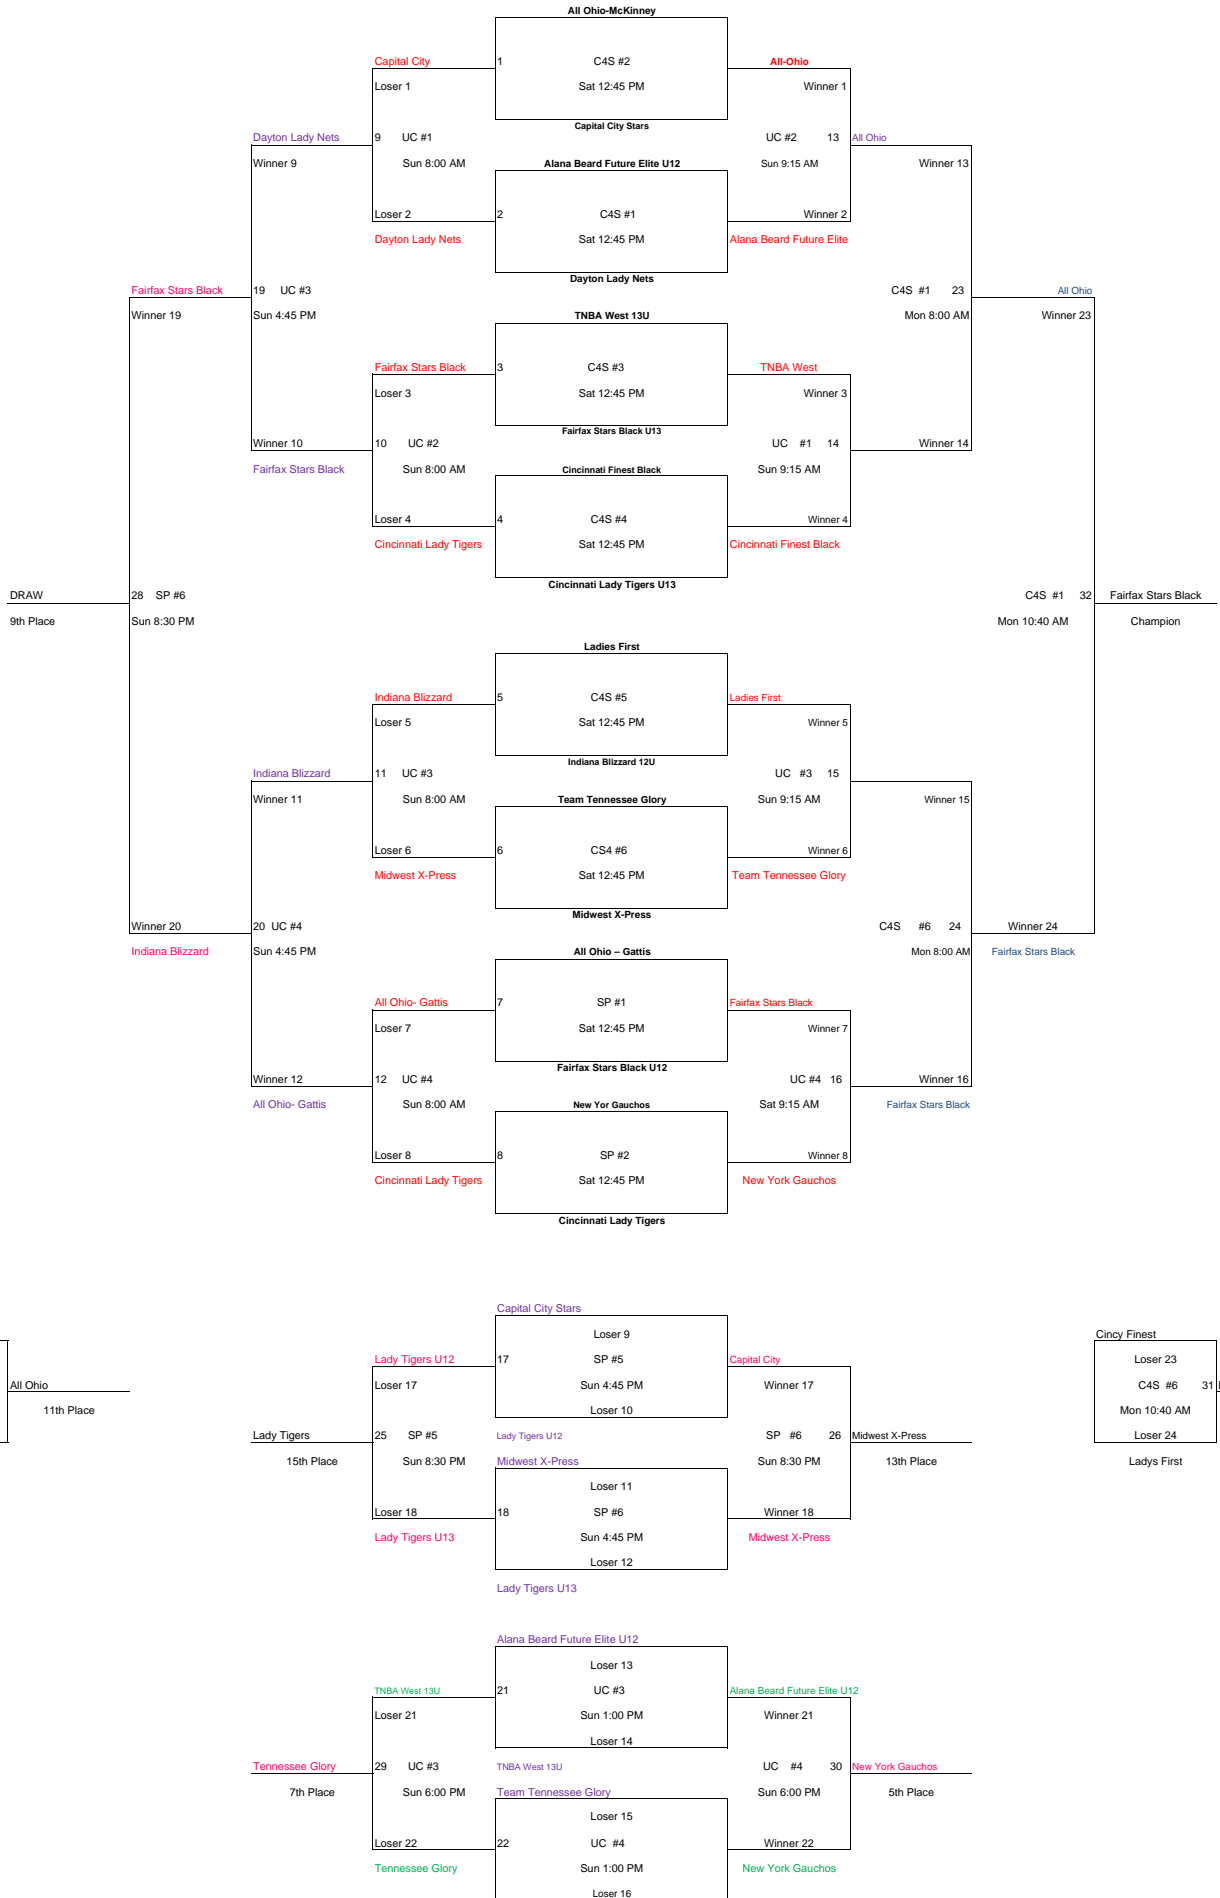 All Ohio-McKinney
Capital City 1 C4S #2 All-Ohio
Loser 1 Sat 12:45 PM Winner 1
Capital City Stars
Dayton Lady Nets 9 UC #1 UC #2 13 All Ohio
Winner 9 Sun 8:00 AM Alana Beard Future Elite U12 Sun 9:15 AM Winner 13
Loser 2 2 C4S #1 Winner 2
Dayton Lady Nets Sat 12:45 PM Alana Beard Future Elite
Dayton Lady Nets
Fairfax Stars Black 19 UC #3 C4S #1 23 All Ohio
Winner 19 Sun 4:45 PM TNBA West 13U Mon 8:00 AM Winner 23
Fairfax Stars Black 3 C4S #3 TNBA West
Loser 3 Sat 12:45 PM Winner 3
Fairfax Stars Black U13
Winner 10 10 UC #2 UC #1 14 Winner 14
Fairfax Stars Black Sun 8:00 AM Cincinnati Finest Black Sun 9:15 AM
Loser 4 4 C4S #4 Winner 4
Cincinnati Lady Tigers Sat 12:45 PM Cincinnati Finest Black
Cincinnati Lady Tigers U13
DRAW 28 SP #6 C4S #1 32 Fairfax Stars Black
9th Place Sun 8:30 PM Mon 10:40 AM Champion
Ladies First
Indiana Blizzard 5 C4S #5 Ladies First
Loser 5 Sat 12:45 PM Winner 5
Indiana Blizzard 12U
Indiana Blizzard 11 UC #3 UC #3 15
Winner 11 Sun 8:00 AM Team Tennessee Glory Sun 9:15 AM Winner 15
Loser 6 6 CS4 #6 Winner 6
Midwest X-Press Sat 12:45 PM Team Tennessee Glory
Midwest X-Press
Winner 20 20 UC #4 C4S #6 24 Winner 24
Indiana Blizzard Sun 4:45 PM All Ohio – Gattis Mon 8:00 AM Fairfax Stars Black
All Ohio- Gattis 7 SP #1 Fairfax Stars Black
Loser 7 Sat 12:45 PM Winner 7
Fairfax Stars Black U12
Winner 12 12 UC #4 UC #4 16 Winner 16
All Ohio- Gattis Sun 8:00 AM New Yor Gauchos Sat 9:15 AM Fairfax Stars Black
Loser 8 8 SP #2 Winner 8
Cincinnati Lady Tigers Sat 12:45 PM New York Gauchos
Cincinnati Lady Tigers
Capital City Stars
Loser 9 Cincy Finest
Lady Tigers U12 17 SP #5 Capital City Loser 23
All Ohio Loser 17 Sun 4:45 PM Winner 17 C4S #6 31
11th Place Loser 10 Mon 10:40 AM
Lady Tigers 25 SP #5 Lady Tigers U12 SP #6 26 Midwest X-Press Loser 24
15th Place Sun 8:30 PM Midwest X-Press Sun 8:30 PM 13th Place Ladys First
Loser 11
Loser 18 18 SP #6 Winner 18
Lady Tigers U13 Sun 4:45 PM Midwest X-Press
Loser 12
Lady Tigers U13
Alana Beard Future Elite U12
Loser 13
TNBA West 13U 21 UC #3 Alana Beard Future Elite U12
Loser 21 Sun 1:00 PM Winner 21
Loser 14
Tennessee Glory 29 UC #3 TNBA West 13U UC #4 30 New York Gauchos
7th Place Sun 6:00 PM Team Tennessee Glory Sun 6:00 PM 5th Place
Loser 15
Loser 22 22 UC #4 Winner 22
Tennessee Glory Sun 1:00 PM New York Gauchos
Loser 16